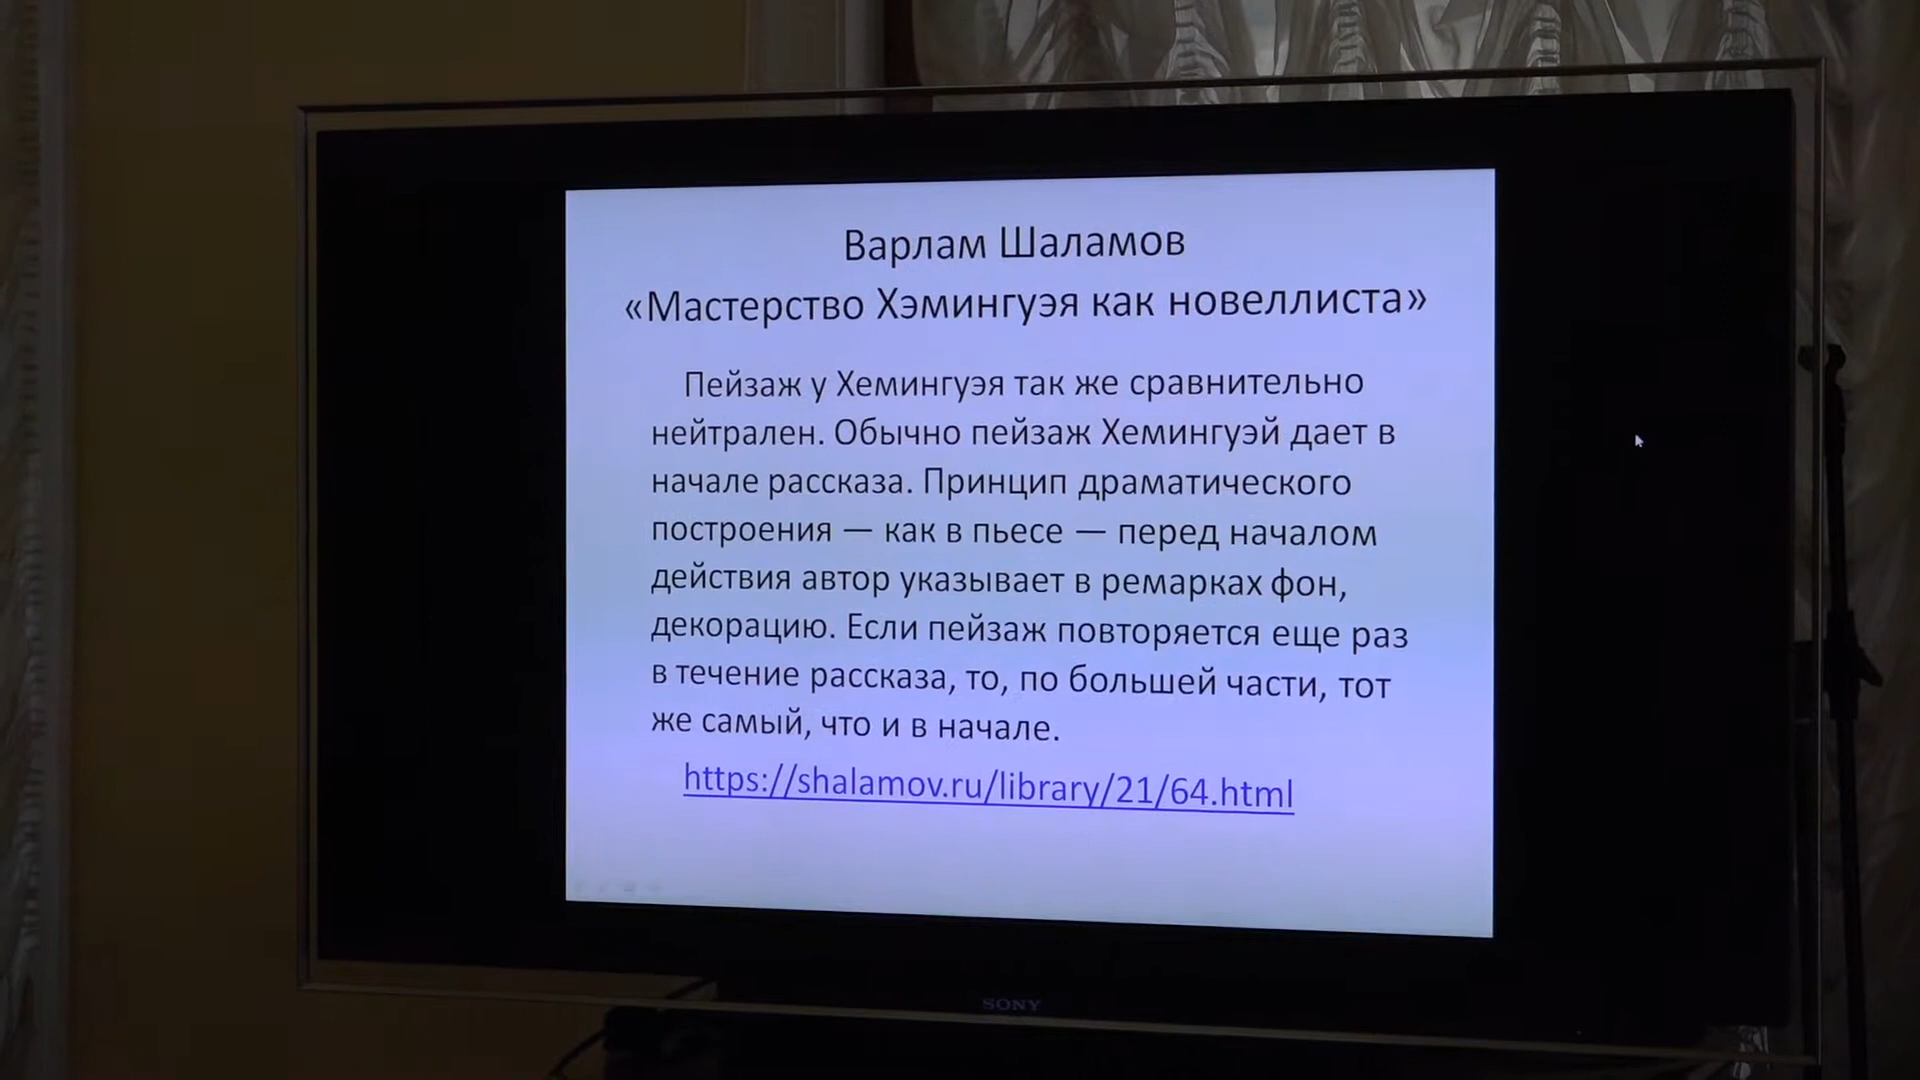 Варлам Шаламов
«Мастерство Хэмингуэя как новеллиста»
Пейзаж у Хемингуэя так же сравнительно
нейтрален. Обычно пейзаж Хемингуэй дает в
начале рассказа. Принцип драматического
построения — как в пьесе — перед началом
действия автор указывает в ремарках фон,
декорацию. Если пейзаж повторяется еще раз
в течение рассказа, то, по большей части, тот
же самый, что и в начале.
https://shalamov.ru/library/21/64.html
SONY